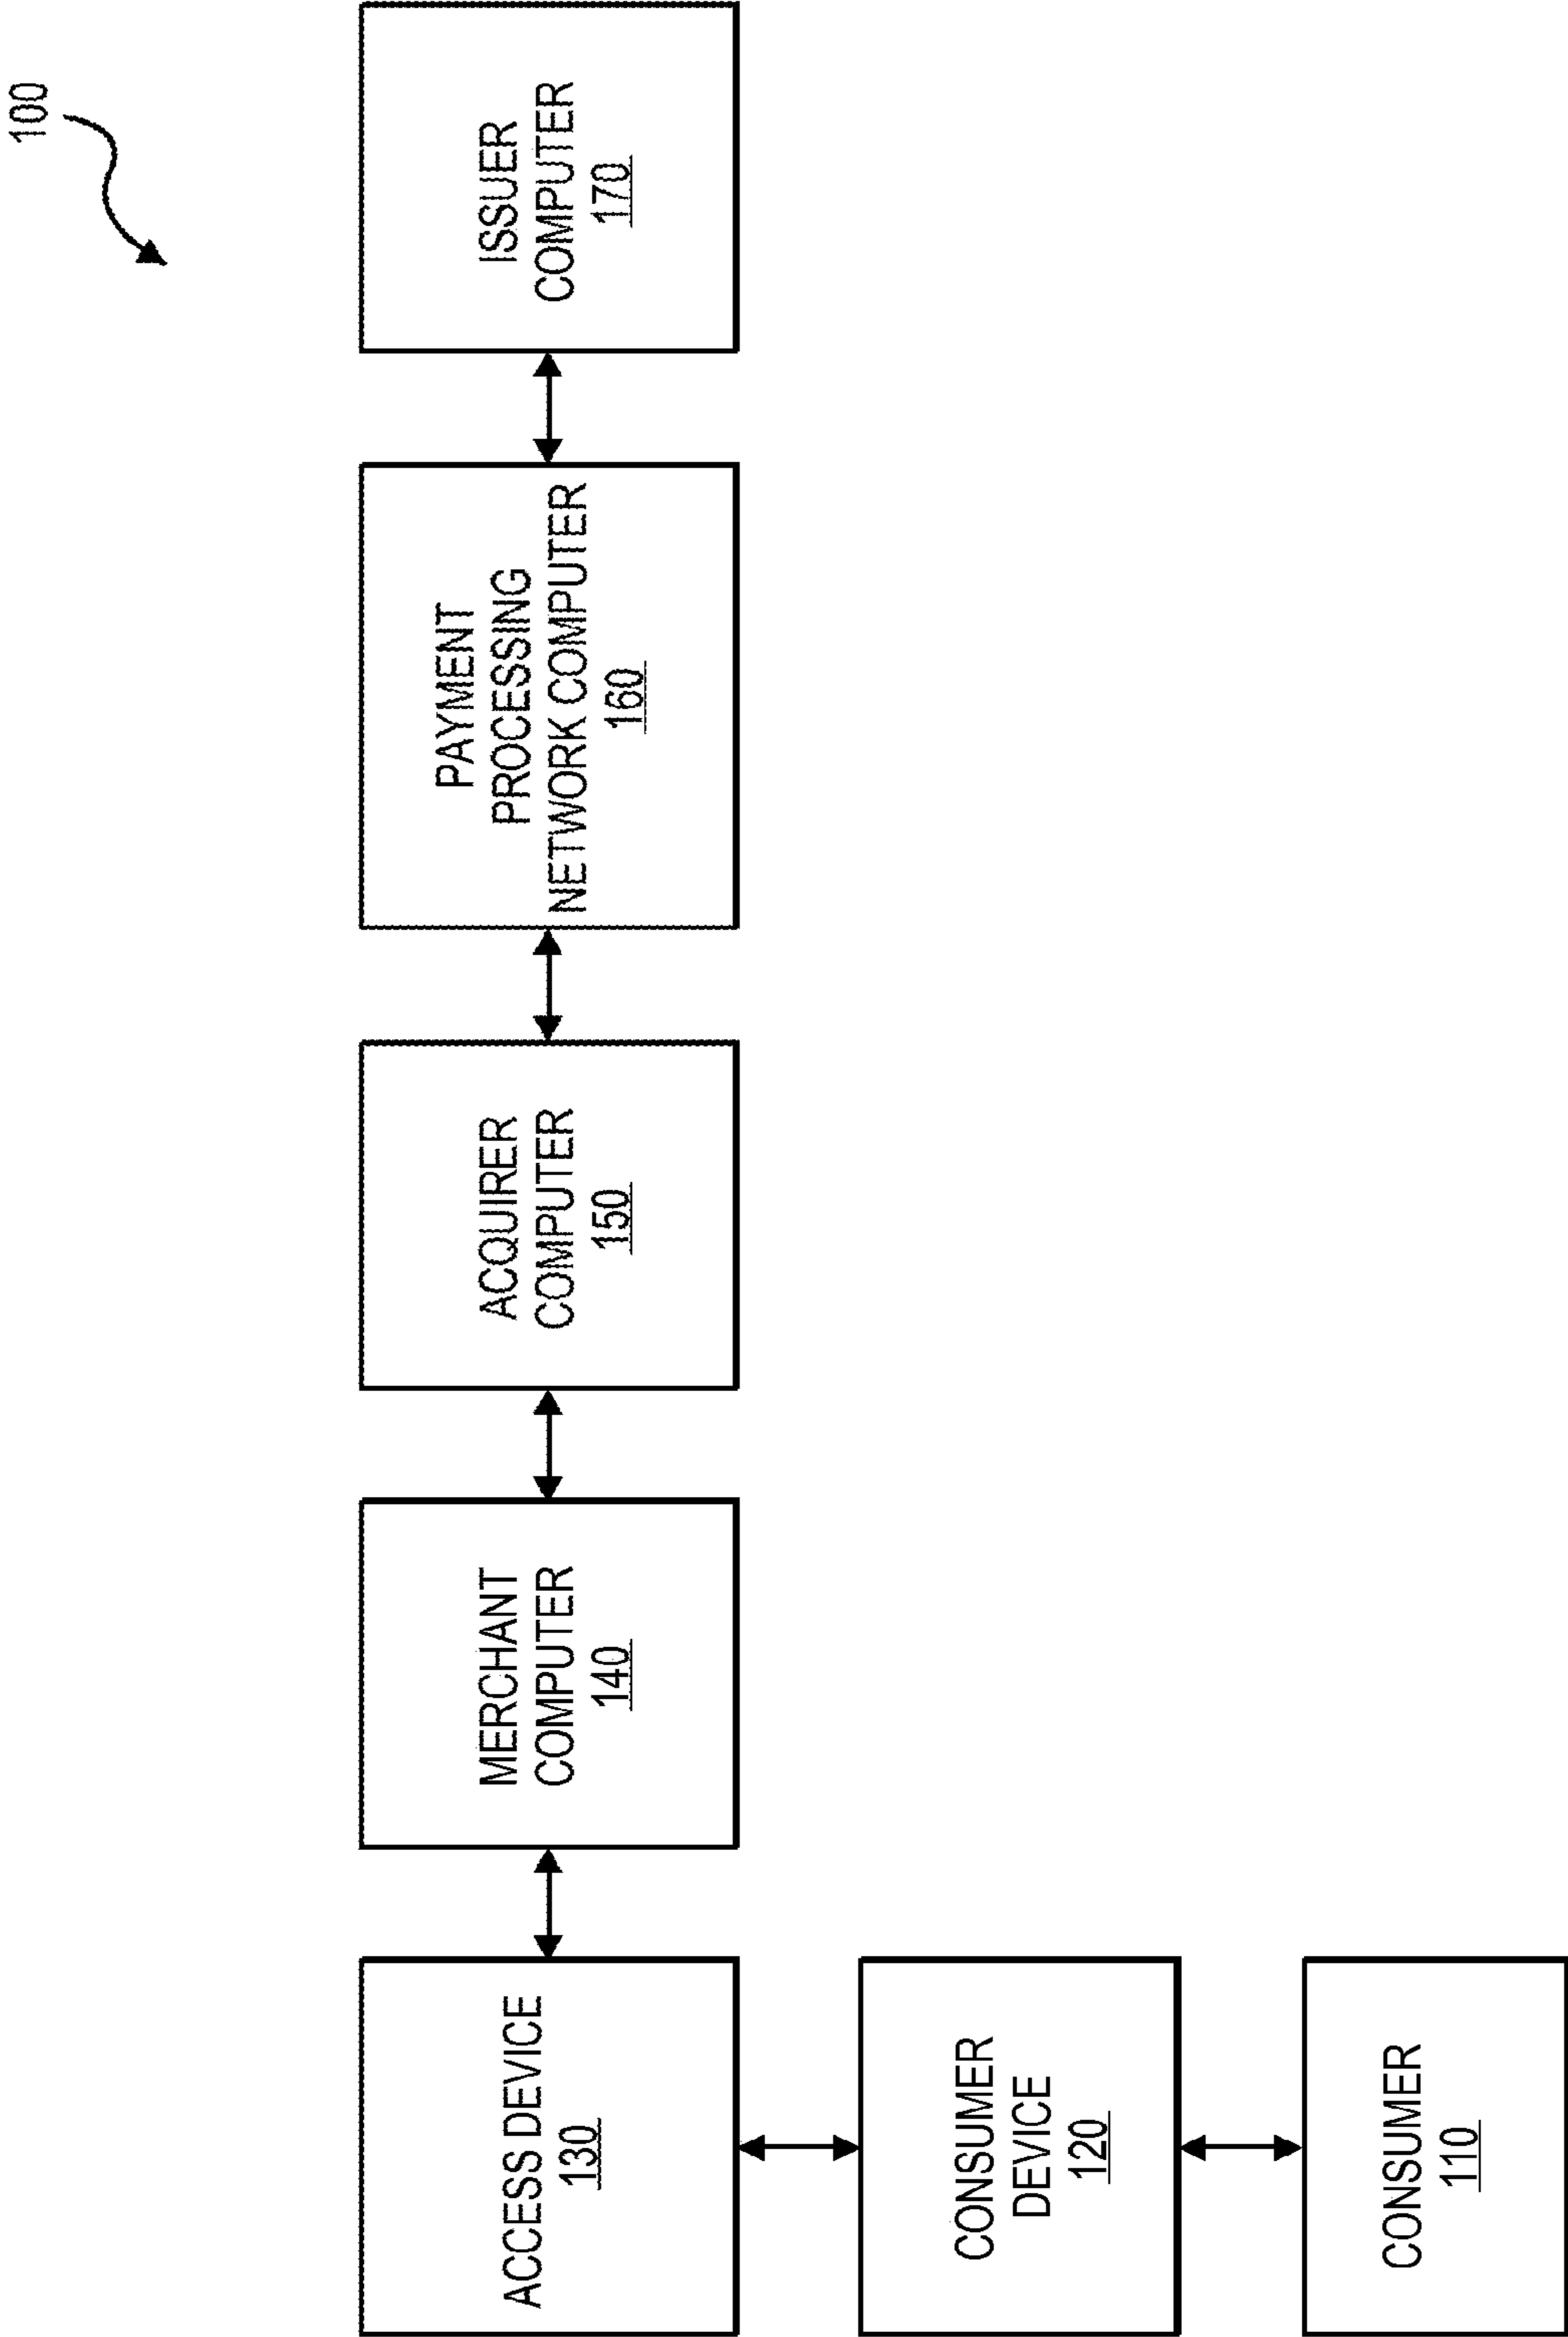 100
ACCESS DEVICE
130
MERCHANT
COMPUTER
140
ACQUIRER
COMPUTER
150
PAYMENT
PROCESSING
NETWORK COMPUTER
160
ISSUER
COMPUTER
170
CONSUMER
DEVICE
120
CONSUMER
110